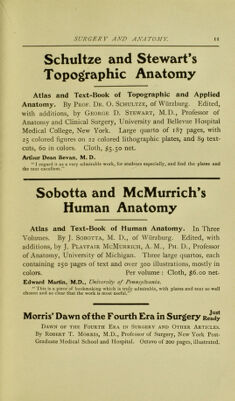 SURGERY AND ANATOMY. 11
Schultze and Stewart's
Topographic Anatomy
Atlas and Text-Book of Topographic and Applied
Anatomy. By Prof. Dr. O. Schultze, of Würzburg. Edited,
with additions, by George D. Stewart, M.D., Professor of
Anatomy and Clinical Surgery, University and Bellevue Hospital
Medical College, New York. Large quarto of 187 pages, with
25 colored figures on 22 colored lithographic plates, and 89 text-
cuts, 60 in colors. Cloth, $5.50 net.
Arthur Dean Bevan, M. D.
"I regard it as a very admirable work, for students especially, and find the plates and
the text excellent."
Sobotta and McMurrich's
Human Anatomy
Atlas and Text-Book of Human Anatomy. In Three
Volumes. By J. Sobotta, M. D., of Würzburg. Edited, with
additions, by J. Playfair McMurrich, A. M., Ph. D., Professor
of Anatomy, University of Michigan. Three large quartos, each
containing 250 pages of text and over 300 illustrations, mostly in
colors. Per volume: Cloth, $6.00 net.
Edward Martin, M.D., University of Pennsylvania.
"This is a piece of bookmaking which is truly admirable, with plates and text so well
chosen and so clear that the work is most useful."
Morris' Dawn of the Fourth Era in Surgery Just Ready
Dawn of the Fourth Era in Surgery and Other Articles.
By Robert T. Morris, M.D., Professor of Surgery, New York Post-
Graduate Medical School and Hospital. Octavo of 200 pages, illustrated.